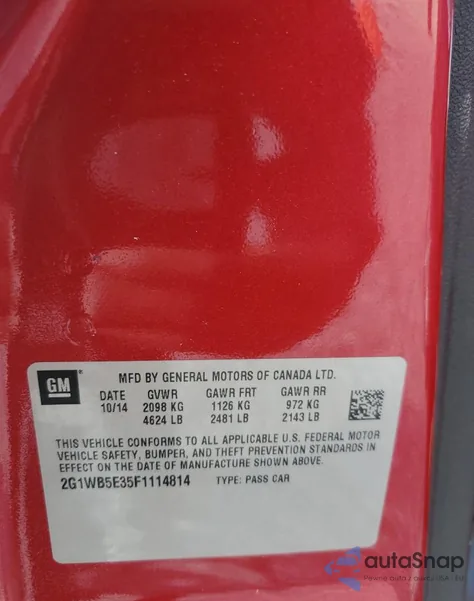 GM
MFD BY GENERAL MOTORS OF CANADA LTD.
DATE GVWR GAWR FRT GAWR RR
10/14 2098 KG 1126 KG 972 KG
4624 LB 2481 LB 2143 LB
THIS VEHICLE CONFORMS TO ALL APPLICABLE U.S. FEDERAL MOTOR
VEHICLE SAFETY, BUMPER, AND THEFT PREVENTION STANDARDS IN
EFFECT ON THE DATE OF MANUFACTURE SHOWN ABOVE.
2G1WB5E35F1114814 TYPE: PASS CAR
autaSnap